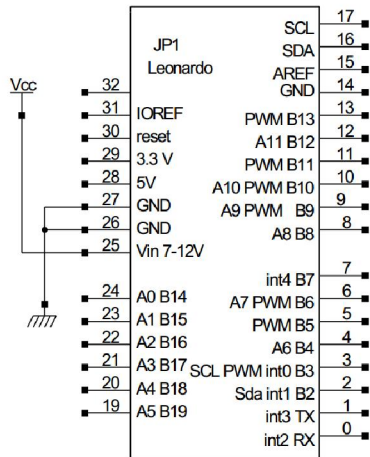 JP1
Leonardo
Vcc
32
31 IOREF
30 reset
29 3.3 V
28 5V
27 GND
26 GND
25 Vin 7-12V
24 A0 B14
23 A1 B15
22 A2 B16
21 A3 B17
20 A4 B18
19 A5 B19
SCL 17
SDA 16
AREF 15
GND 14
PWM B13 13
A11 B12 12
PWM B11 11
A10 PWM B10 10
A9 PWM B9 9
A8 B8 8
int4 B7 7
A7 PWM B6 6
PWM B5 5
A6 B4 4
SCL PWM int0 B3 3
Sda int1 B2 2
int3 TX 1
int2 RX 0